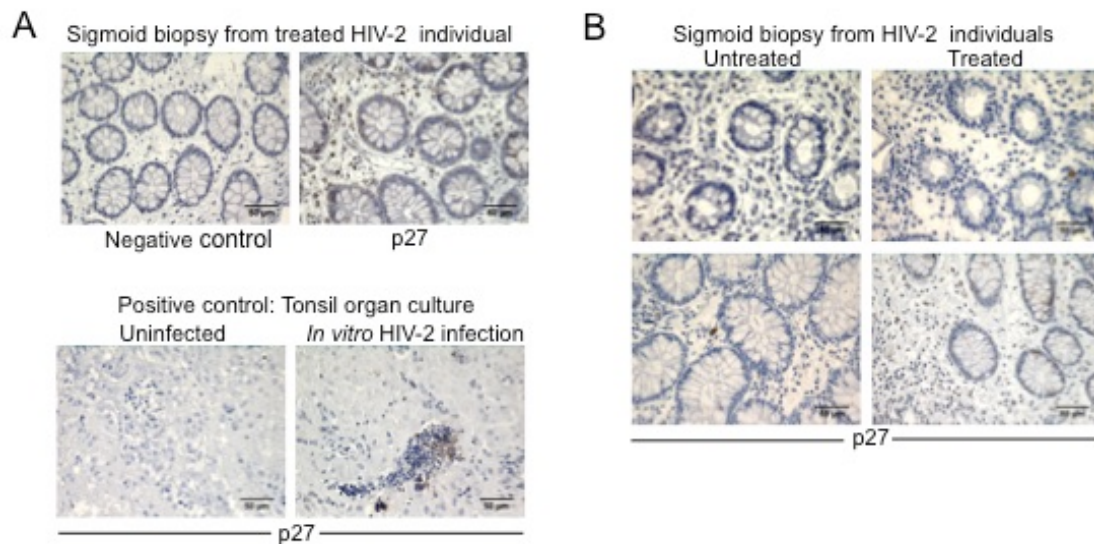 A
Sigmoid biopsy from treated HIV-2 individual
Negative control
p27
Positive control: Tonsil organ culture
Uninfected
In vitro HIV-2 infection
p27
B
Sigmoid biopsy from HIV-2 individuals
Untreated
Treated
p27